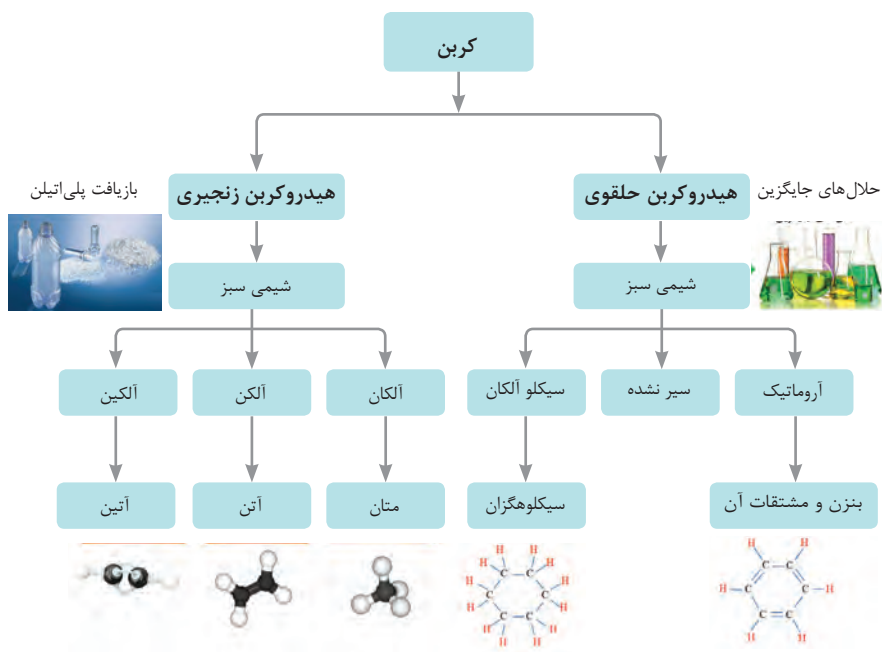 کربن
هیدروکربن حلقوی
هیدروکربن زنجیری
حلال‌های جایگزین
بازیافت پلی‌اتیلن
شیمی سبز
شیمی سبز
آروماتیک
سیر نشده
سیکلو آلکان
آلکان
آلکن
آلکین
بنزن و مشتقات آن
سیکلوهگزان
متان
آتن
آتین
H H
C C
H C C H
C C
H H
H H H H
H C C H
H C C H
H C C H
H H H H